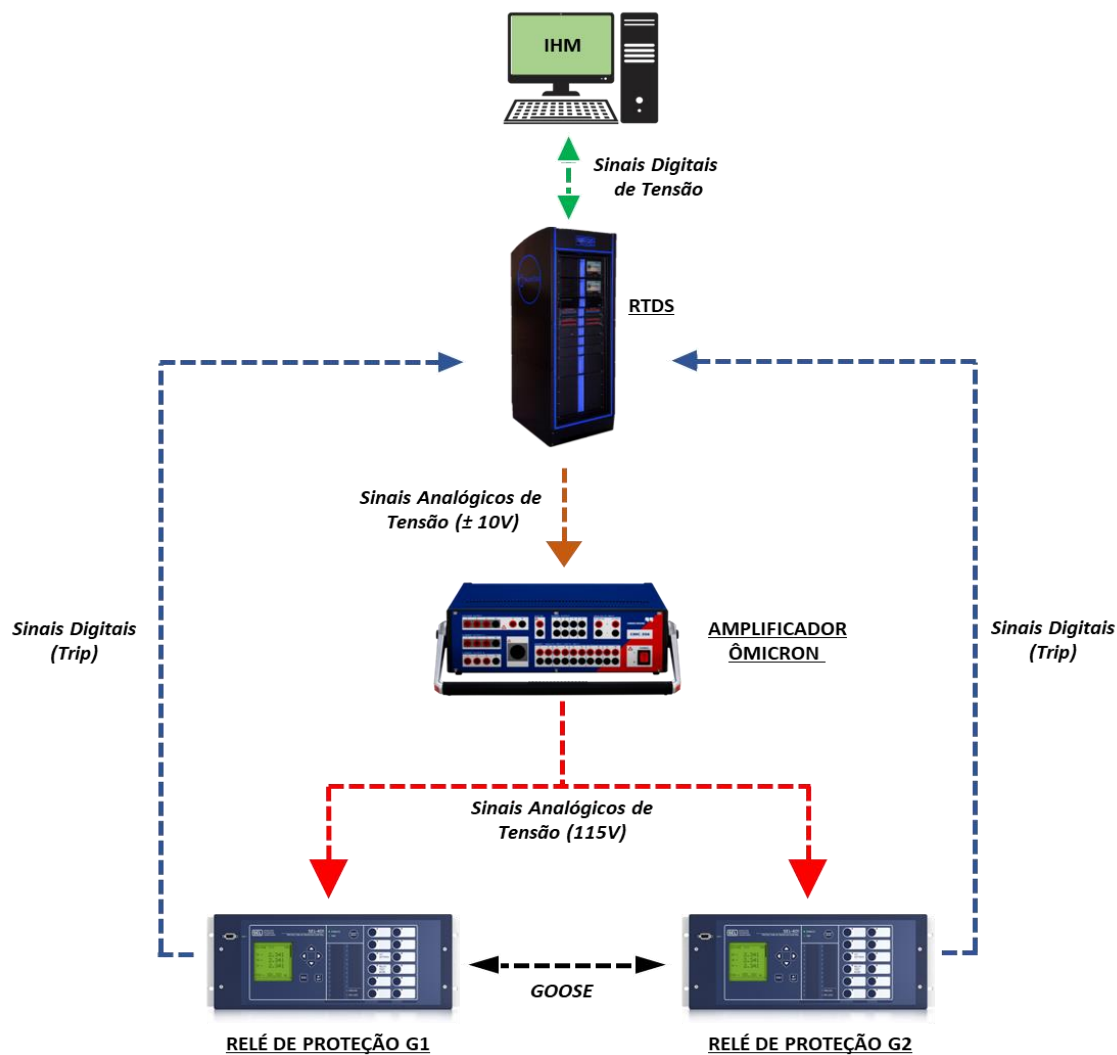 IHM
Sinais Digitais
de Tensão
RTDS
Sinais Analógicos de
Tensão (± 10V)
AMPLIFICADOR
ÔMICRON
Sinais Digitais
(Trip)
Sinais Digitais
(Trip)
Sinais Analógicos de
Tensão (115V)
GOOSE
RELÉ DE PROTEÇÃO G1
RELÉ DE PROTEÇÃO G2